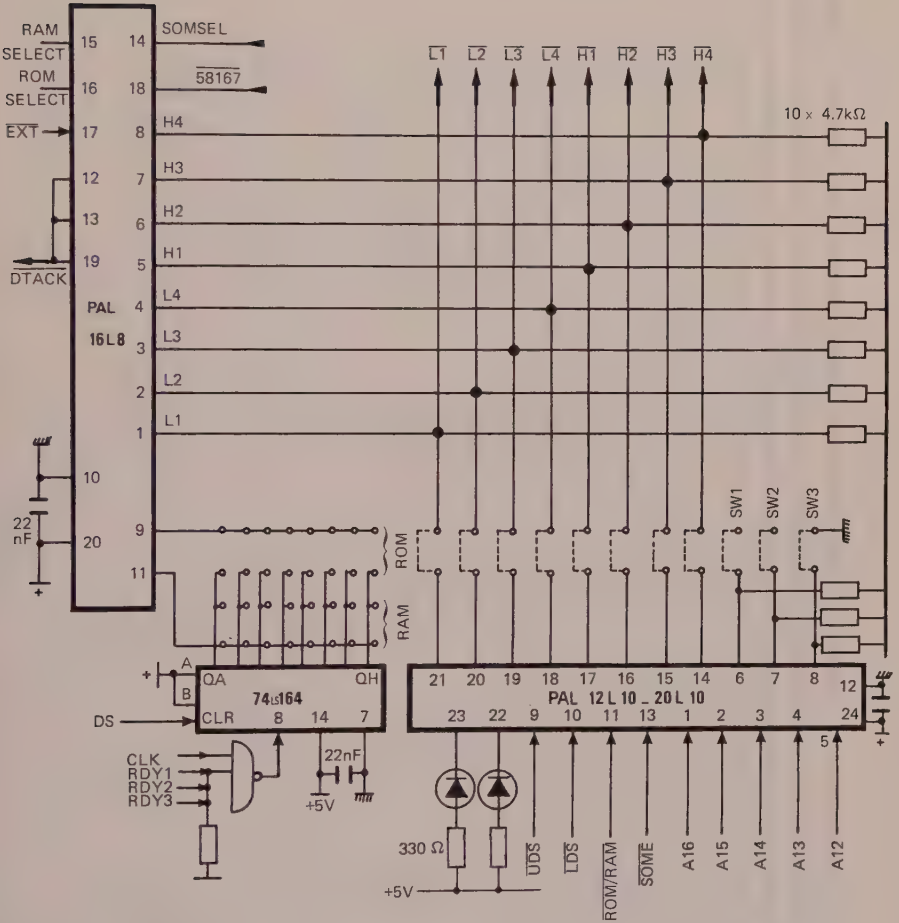 RAM
SELECT
15
14
SOMSEL
ROM
SELECT
16
18
58167
EXT
17
8
H4
12
7
H3
13
6
H2
19
5
H1
DTACK
PAL
16L8
4
L4
3
L3
2
L2
1
L1
10
22
nF
20
9
11
L1 L2 L3 L4 H1 H2 H3 H4
10 x 4.7kΩ
ROM
RAM
SW1
SW2
SW3
+
+
A
B
QA
QH
74LS164
DS
CLR
8
14
7
CLK
RDY1
RDY2
RDY3
22nF
+5V
21 20 19 18 17 16 15 14 6 7 8
12
PAL 12L10_20L10
23 22 9 10 11 13 1 2 3 4
24
5
+
330 Ω
+5V
UDS
LDS
ROM/RAM
SOME
A16
A15
A14
A13
A12